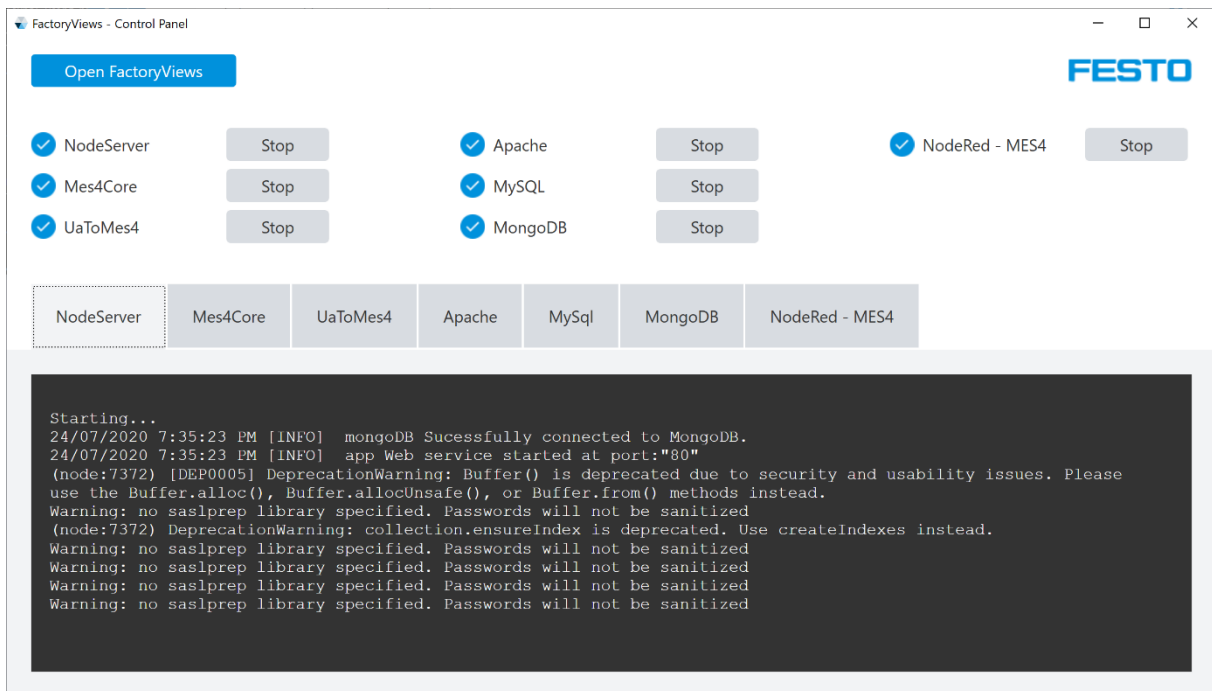 FactoryViews - Control Panel
Open FactoryViews
FESTO
NodeServer Stop Apache Stop NodeRed - MES4 Stop
Mes4Core Stop MySQL Stop
UaToMes4 Stop MongoDB Stop
NodeServer Mes4Core UaToMes4 Apache MySql MongoDB NodeRed - MES4
Starting...
24/07/2020 7:35:23 PM [INFO] mongoDB Sucessfully connected to MongoDB.
24/07/2020 7:35:23 PM [INFO] app Web service started at port:"80"
(node:7372) [DEP0005] DeprecationWarning: Buffer() is deprecated due to security and usability issues. Please
use the Buffer.alloc(), Buffer.allocUnsafe(), or Buffer.from() methods instead.
Warning: no saslprep library specified. Passwords will not be sanitized
(node:7372) DeprecationWarning: collection.ensureIndex is deprecated. Use createIndexes instead.
Warning: no saslprep library specified. Passwords will not be sanitized
Warning: no saslprep library specified. Passwords will not be sanitized
Warning: no saslprep library specified. Passwords will not be sanitized
Warning: no saslprep library specified. Passwords will not be sanitized